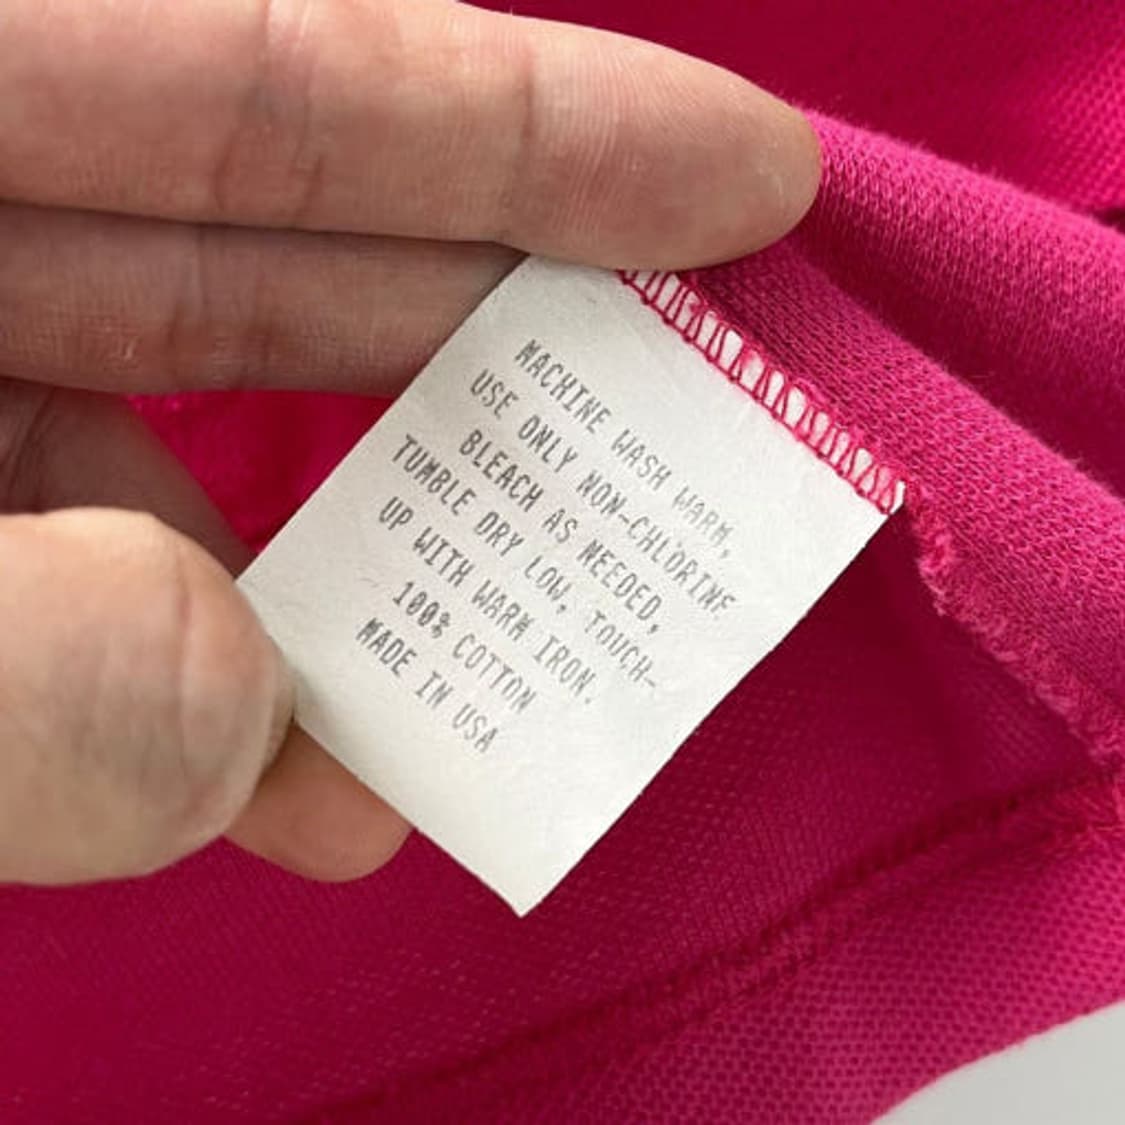 MACHINE WASH WARM,
USE ONLY NON-CHLORINE
BLEACH AS NEEDED,
TUMBLE DRY LOW, TOUCH-
UP WITH WARM IRON.
100% COTTON
MADE IN USA